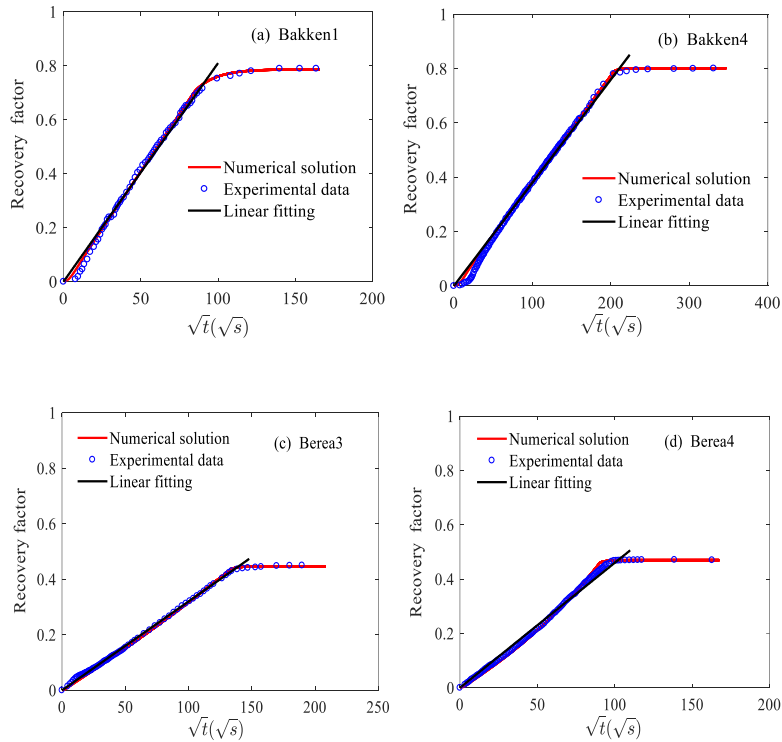 (a) Bakken1
Recovery factor
1
0.8
0.6
0.4
0.2
0
Numerical solution
Experimental data
Linear fitting
0 50 100 150 200
√t(√s)
(b) Bakken4
Recovery factor
1
0.8
0.6
0.4
0.2
0
Numerical solution
Experimental data
Linear fitting
0 100 200 300 400
√t(√s)
(c) Berea3
Recovery factor
1
0.8
0.6
0.4
0.2
0
Numerical solution
Experimental data
Linear fitting
0 50 100 150 200 250
√t(√s)
(d) Berea4
Recovery factor
1
0.8
0.6
0.4
0.2
0
Numerical solution
Experimental data
Linear fitting
0 50 100 150 200
√t(√s)